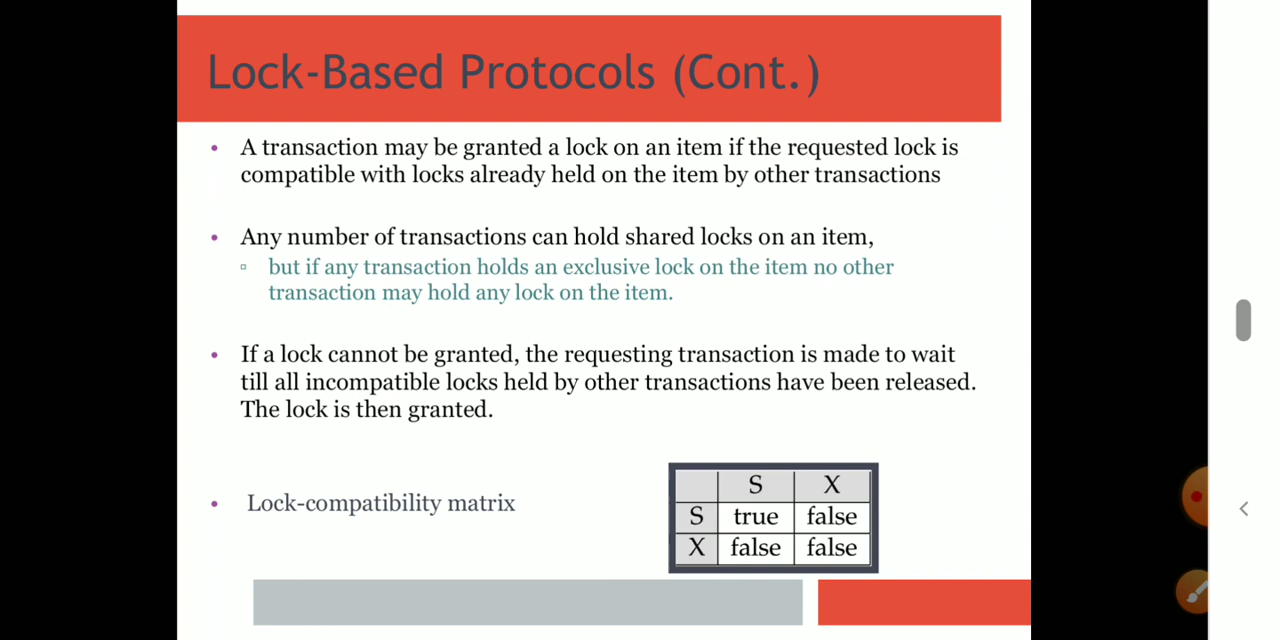 Lock-Based Protocols (Cont.)
• A transaction may be granted a lock on an item if the requested lock is
compatible with locks already held on the item by other transactions
• Any number of transactions can hold shared locks on an item,
▫ but if any transaction holds an exclusive lock on the item no other
transaction may hold any lock on the item.
• If a lock cannot be granted, the requesting transaction is made to wait
till all incompatible locks held by other transactions have been released.
The lock is then granted.
• Lock-compatibility matrix
S X
S true false
X false false